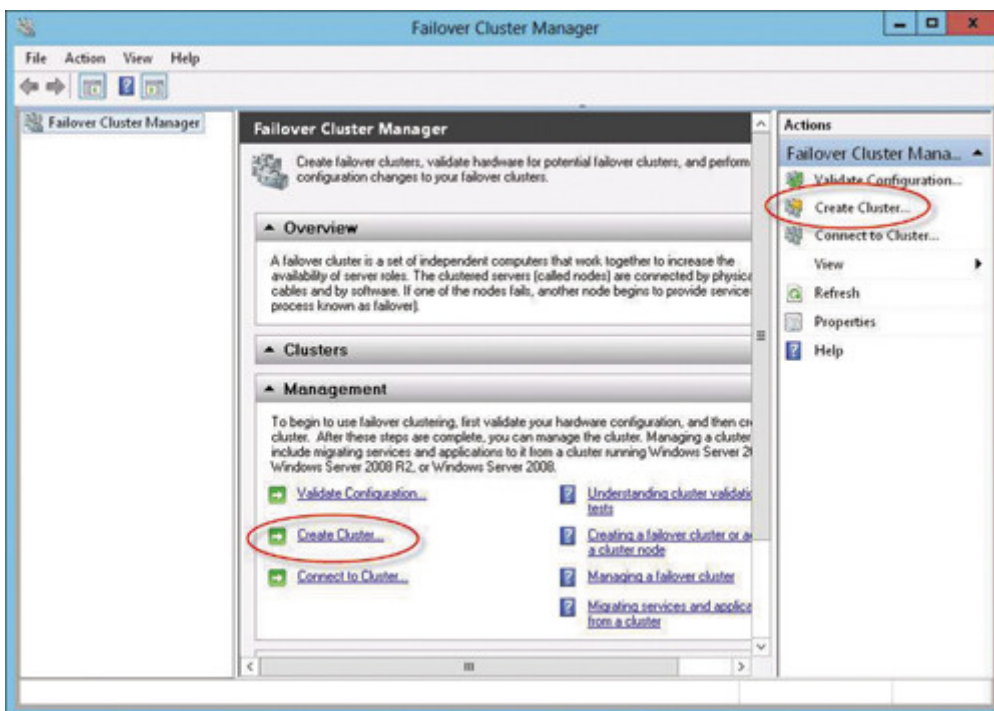 Failover Cluster Manager
File Action View Help
Failover Cluster Manager
Failover Cluster Manager
Create failover clusters, validate hardware for potential failover clusters, and perform
configuration changes to your failover clusters.
Overview
A failover cluster is a set of independent computers that work together to increase the
availability of server roles. The clustered servers (called nodes) are connected by physica
cables and by software. If one of the nodes fails, another node begins to provide service
process known as failover).
Clusters
Management
To begin to use failover clustering, first validate your hardware configuration, and then cre
cluster. After these steps are complete, you can manage the cluster. Managing a cluster
include migrating services and applications to it from a cluster running Windows Server 2
Windows Server 2008 R2, or Windows Server 2008.
Validate Configuration...
Create Cluster...
Connect to Cluster...
Understanding cluster validatio
tests
Creating a failover cluster or a
a cluster node
Managing a failover cluster
Migrating services and applica
from a cluster
Actions
Failover Cluster Mana...
Validate Configuration...
Create Cluster...
Connect to Cluster...
View
Refresh
Properties
Help